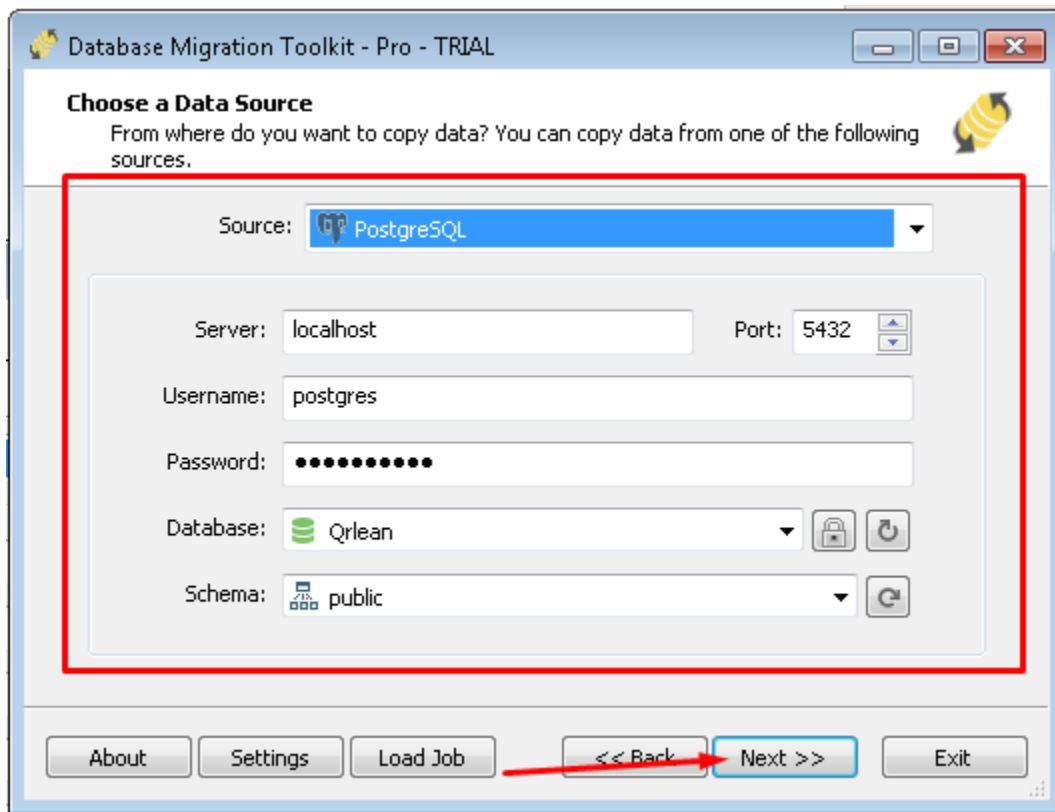 Database Migration Toolkit - Pro - TRIAL
Choose a Data Source
From where do you want to copy data? You can copy data from one of the following
sources.
Source: PostgreSQL
Server: localhost Port: 5432
Username: postgres
Password: ●●●●●●●●●●
Database: Qrlean
Schema: public
About Settings Load Job << Back Next >> Exit